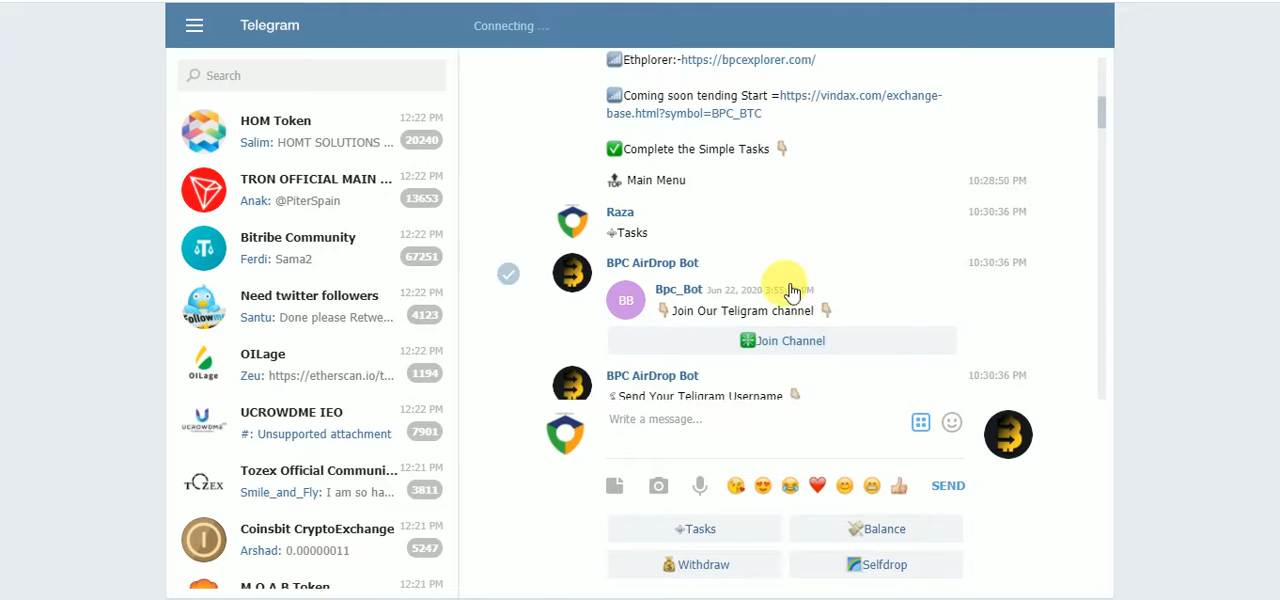 Telegram
Connecting ...
Search
HOM Token 12:22 PM
Salim: HOMT SOLUTIONS ... 20240
TRON OFFICIAL MAIN ... 12:22 PM
Anak: @PiterSpain 13653
Bitribe Community 12:22 PM
Ferdi: Sama2 67251
Need twitter followers 12:22 PM
Santu: Done please Retwe... 4123
OILage 12:22 PM
Zeu: https://etherscan.io/t... 1194
UCROWDME IEO 12:22 PM
#: Unsupported attachment 7901
Tozex Official Communi... 12:21 PM
Smile_and_Fly: I am so ha... 3811
Coinsbit CryptoExchange 12:21 PM
Arshad: 0.00000011 5247
M O A B Token 12:21 PM
Ethplorer:-https://bpcexplorer.com/
Coming soon tending Start =https://vindax.com/exchange-
base.html?symbol=BPC_BTC
Complete the Simple Tasks
Main Menu 10:28:50 PM
Raza 10:30:36 PM
Tasks
BPC AirDrop Bot 10:30:36 PM
BB
Bpc_Bot Jun 22, 2020
Join Our Teligram channel
Join Channel
BPC AirDrop Bot 10:30:36 PM
Send Your Teligram Username
Write a message...
SEND
Tasks
Balance
Withdraw
Selfdrop